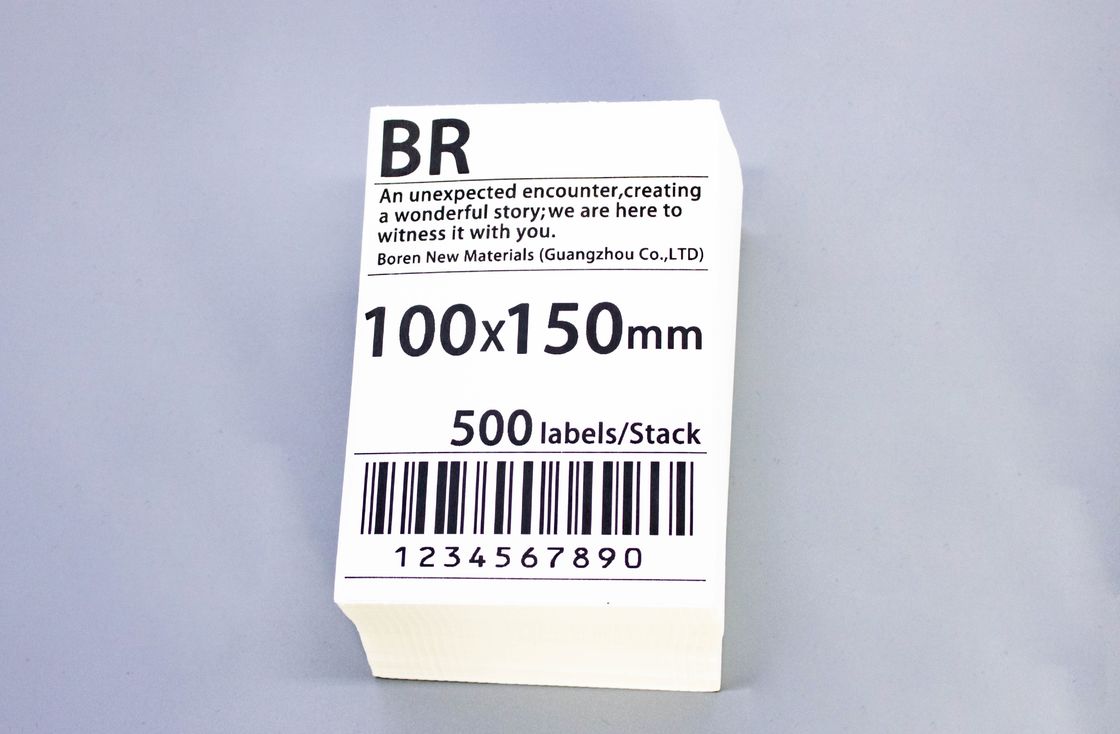 BR
An unexpected encounter,creating
a wonderful story;we are here to
witness it with you.
Boren New Materials (Guangzhou Co.,LTD)
100x150mm
500 labels/Stack
1234567890